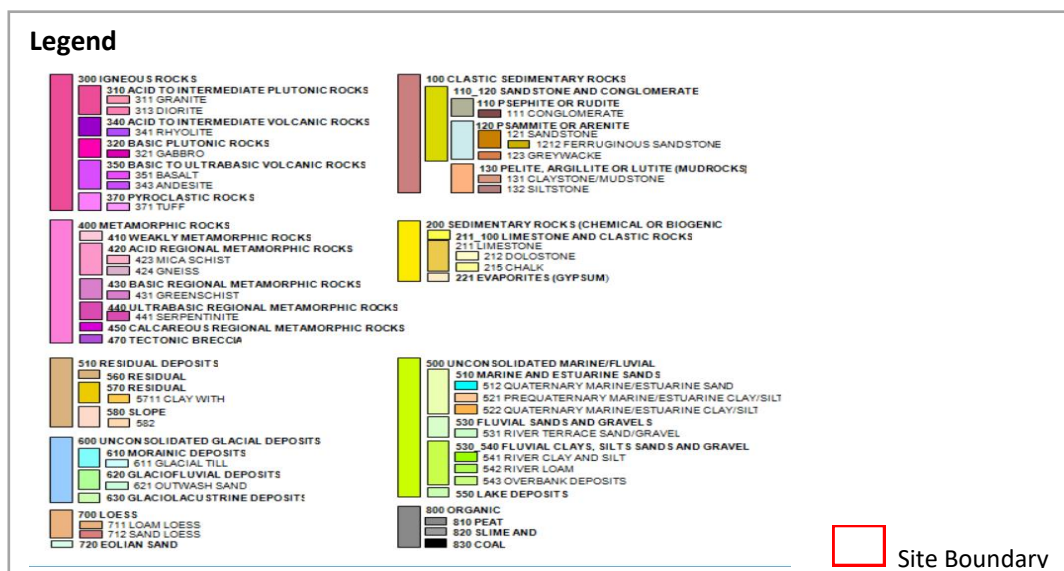 Legend
300 IGNEOUS ROCKS
310 ACID TO INTERMEDIATE PLUTONIC ROCKS
311 GRANITE
313 DIORITE
340 ACID TO INTERMEDIATE VOLCANIC ROCKS
341 RHYOLITE
320 BASIC PLUTONIC ROCKS
321 GABBRO
350 BASIC TO ULTRABASIC VOLCANIC ROCKS
351 BASALT
343 ANDESITE
370 PYROCLASTIC ROCKS
371 TUFF
400 METAMORPHIC ROCKS
410 WEAKLY METAMORPHIC ROCKS
420 ACID REGIONAL METAMORPHIC ROCKS
423 MICA SCHIST
424 GNEISS
430 BASIC REGIONAL METAMORPHIC ROCKS
431 GREENSCHIST
440 ULTRABASIC REGIONAL METAMORPHIC ROCKS
441 SERPENTINITE
450 CALCAREOUS REGIONAL METAMORPHIC ROCKS
470 TECTONIC BRECCIA
510 RESIDUAL DEPOSITS
560 RESIDUAL
570 RESIDUAL
5711 CLAY WITH
580 SLOPE
582
600 UNCONSOLIDATED GLACIAL DEPOSITS
610 MORAINIC DEPOSITS
611 GLACIAL TILL
620 GLACIOFLUVIAL DEPOSITS
621 OUTWASH SAND
630 GLACIOLACUSTRINE DEPOSITS
700 LOESS
711 LOAM LOESS
712 SAND LOESS
720 EOLIAN SAND
100 CLASTIC SEDIMENTARY ROCKS
110_120 SANDSTONE AND CONGLOMERATE
110 PSEPHITE OR RUDITE
111 CONGLOMERATE
120 PSAMMITE OR ARENITE
121 SANDSTONE
1212 FERRUGINOUS SANDSTONE
123 GREYWACKE
130 PELITE, ARGILLITE OR LUTITE (MUDROCKS)
131 CLAYSTONE/MUDSTONE
132 SILTSTONE
200 SEDIMENTARY ROCKS (CHEMICAL OR BIOGENIC
211_100 LIMESTONE AND CLASTIC ROCKS
211 LIMESTONE
212 DOLOSTONE
215 CHALK
221 EVAPORITES (GYPSUM)
500 UNCONSOLIDATED MARINE/FLUVIAL
510 MARINE AND ESTUARINE SANDS
512 QUATERNARY MARINE/ESTUARINE SAND
521 PREQUATERNARY MARINE/ESTUARINE CLAY/SILT
522 QUATERNARY MARINE/ESTUARINE CLAY/SILT
530 FLUVIAL SANDS AND GRAVELS
531 RIVER TERRACE SAND/GRAVEL
530_540 FLUVIAL CLAYS, SILTS SANDS AND GRAVEL
541 RIVER CLAY AND SILT
542 RIVER LOAM
543 OVERBANK DEPOSITS
550 LAKE DEPOSITS
800 ORGANIC
810 PEAT
820 SLIME AND
830 COAL
Site Boundary